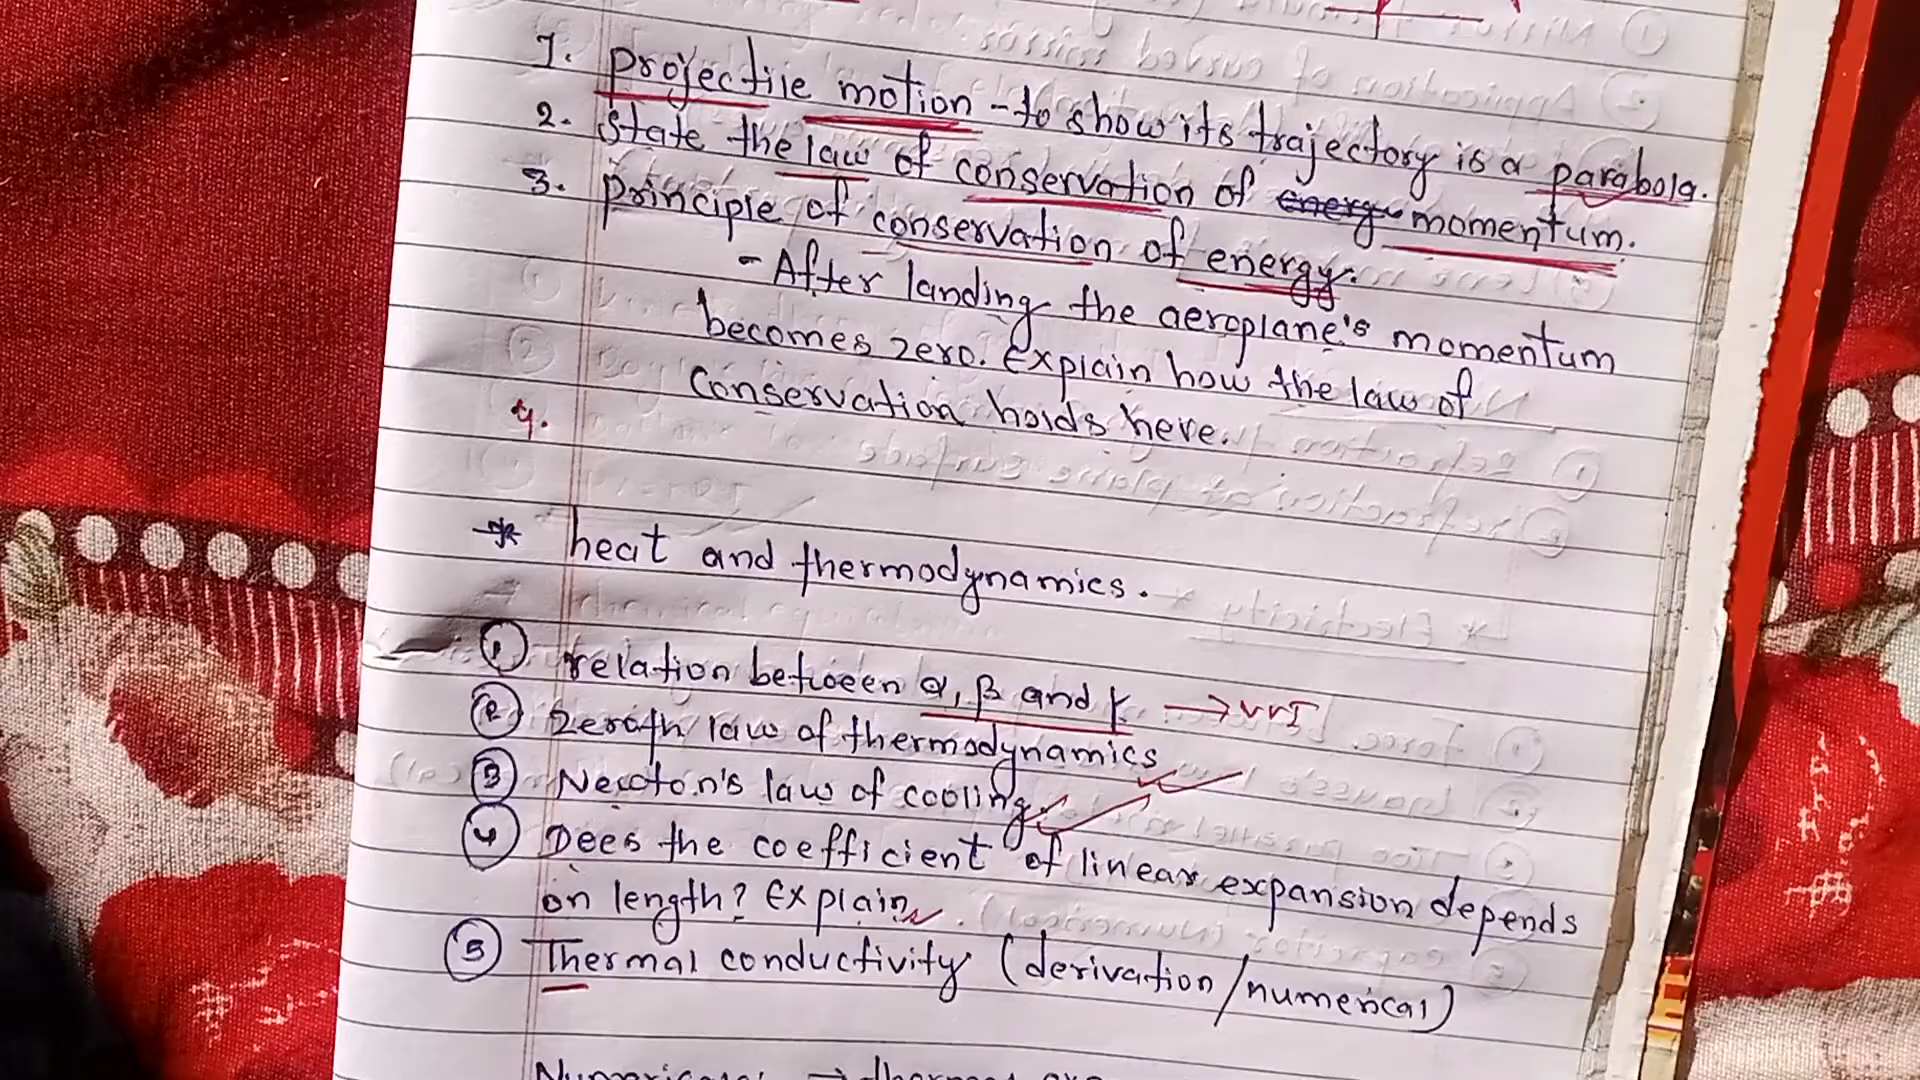 1. projectile motion - to show its trajectory is a parabola.
2. State the law of conservation of energy momentum.
3. principle of conservation of energy.
- After landing the aeroplane's momentum
becomes zero. Explain how the law of
Conservation holds here.
4.
* heat and thermodynamics.
① relation between α, β and γ → VVI
② Zeroth law of thermodynamics
③ Newton's law of cooling
④ Does the coefficient of linear expansion depends
on length? Explain.
⑤ Thermal conductivity (derivation/numerical)